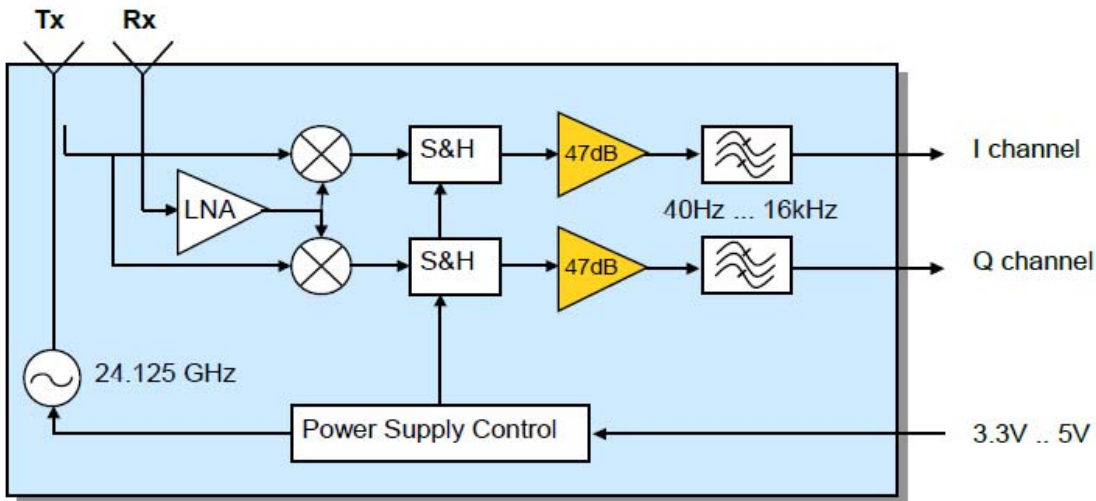 Tx Rx
S&H
47dB
I channel
LNA
40Hz ... 16kHz
S&H
47dB
Q channel
24.125 GHz
Power Supply Control
3.3V .. 5V